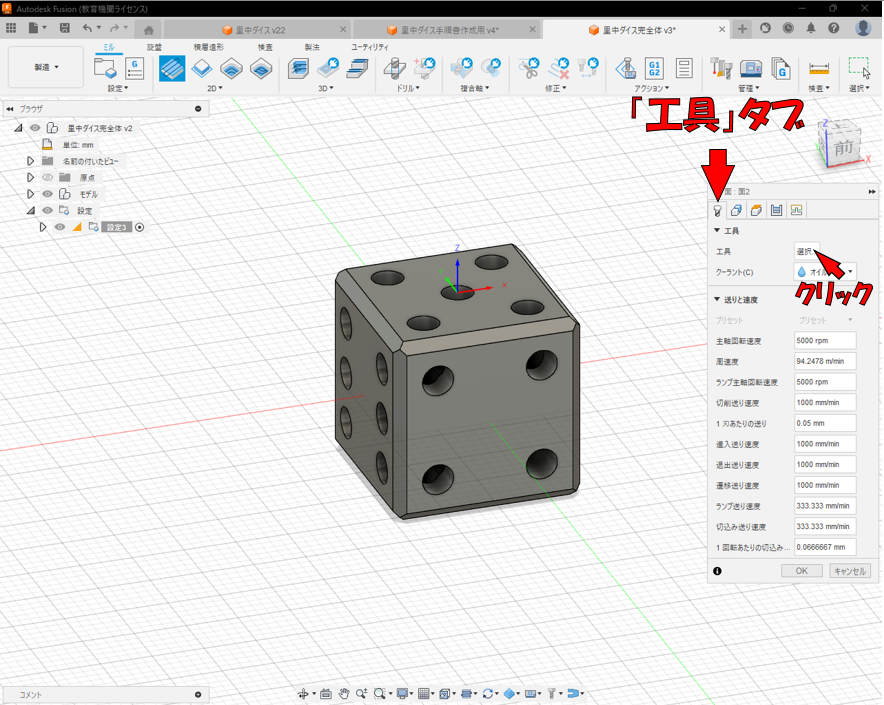 Autodesk Fusion (教育機関ライセンス)
里中ダイス v22
里中ダイス手順書作成用 v4*
里中ダイス完全体 v3*
ミル 旋盤 積層造形 検査 製法 ユーティリティ
製造
G
G1
G2
G
設定 2D 3D ドリル 複合軸 修正 アクション 管理 検査 選択
「工具」タブ
ブラウザ
里中ダイス完全体 v2
単位: mm
名前の付いたビュー
原点
モデル
設定
設定3
Z
前
X
Z
X
面 : 面2
工具
工具 選択...
クーラント(C) オイル
クリック
送りと速度
プリセット プリセット
主軸回転速度 5000 rpm
周速度 94.2478 m/min
ランプ主軸回転速度 5000 rpm
切削送り速度 1000 mm/min
1 刃あたりの送り 0.05 mm
進入送り速度 1000 mm/min
退出送り速度 1000 mm/min
遷移送り速度 1000 mm/min
ランプ送り速度 333.333 mm/min
切込み送り速度 333.333 mm/min
1 回転あたりの切込み... 0.0666667 mm
OK キャンセル
コメント